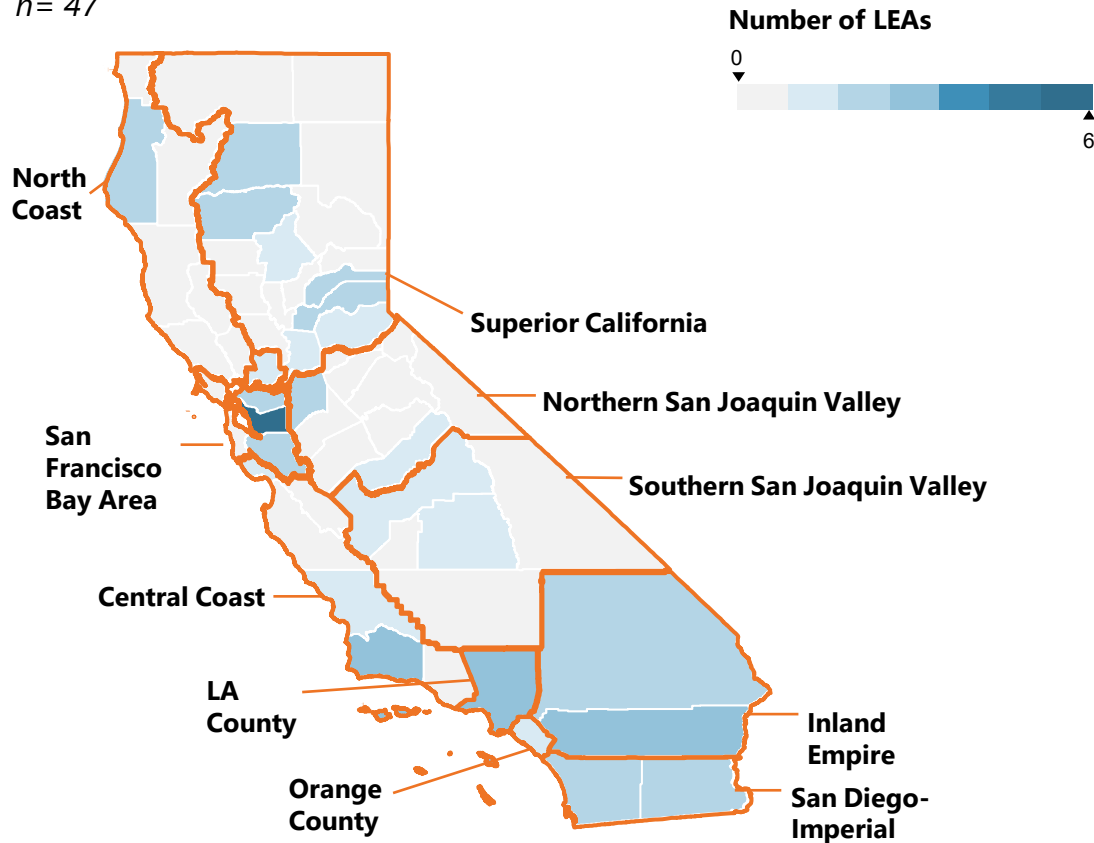 n= 47
Number of LEAs
0
6
North
Coast
Superior California
Northern San Joaquin Valley
San
Francisco
Bay Area
Southern San Joaquin Valley
Central Coast
LA
County
Inland
Empire
Orange
County
San Diego-
Imperial